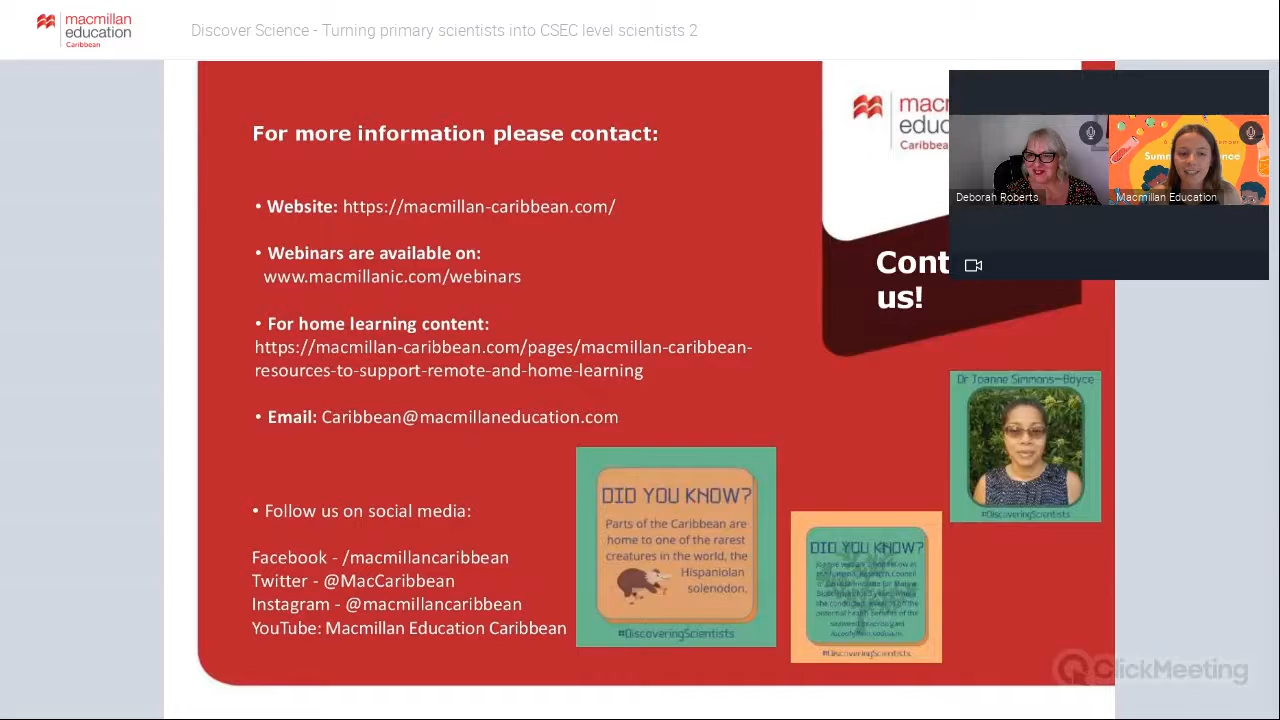 macmillan
education
Caribbean
Discover Science - Turning primary scientists into CSEC level scientists 2
For more information please contact:
• Website: https://macmillan-caribbean.com/
• Webinars are available on:
www.macmillanic.com/webinars
• For home learning content:
https://macmillan-caribbean.com/pages/macmillan-caribbean-
resources-to-support-remote-and-home-learning
• Email: Caribbean@macmillaneducation.com
• Follow us on social media:
Facebook - /macmillancaribbean
Twitter - @MacCaribbean
Instagram - @macmillancaribbean
YouTube: Macmillan Education Caribbean
DID YOU KNOW?
Parts of the Caribbean are
home to one of the rarest
creatures in the world, the
Hispaniolan
solenodon.
#DiscoveringScientists
DID YOU KNOW?
#DiscoveringScientists
Dr Joanne Simmons-Boyce
#DiscoveringScientists
mac
educ
Caribbea
Cont
us!
Deborah Roberts
Macmillan Education
ClickMeeting